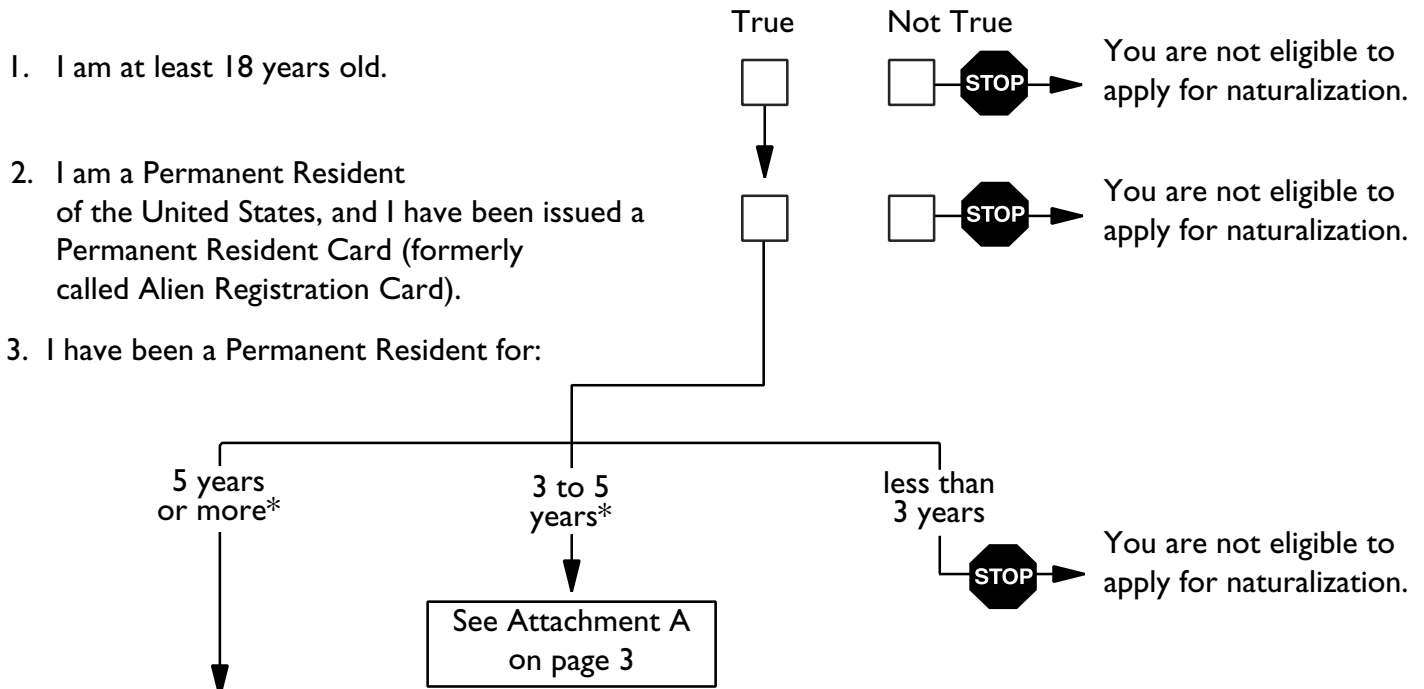 True Not True
1. I am at least 18 years old.
STOP
You are not eligible to
apply for naturalization.
2. I am a Permanent Resident
of the United States, and I have been issued a
Permanent Resident Card (formerly
called Alien Registration Card).
STOP
You are not eligible to
apply for naturalization.
3. I have been a Permanent Resident for:
5 years
or more*
3 to 5
years*
See Attachment A
on page 3
less than
3 years
STOP
You are not eligible to
apply for naturalization.